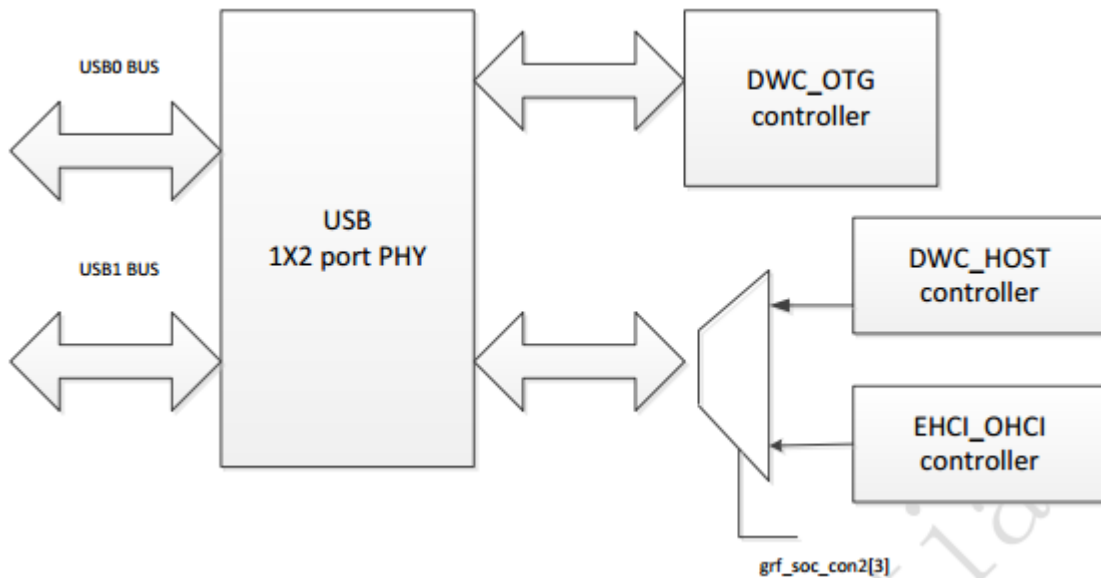 USB0 BUS
DWC_OTG
controller
USB
1X2 port PHY
USB1 BUS
DWC_HOST
controller
EHCI_OHCI
controller
grf_soc_con2[3]